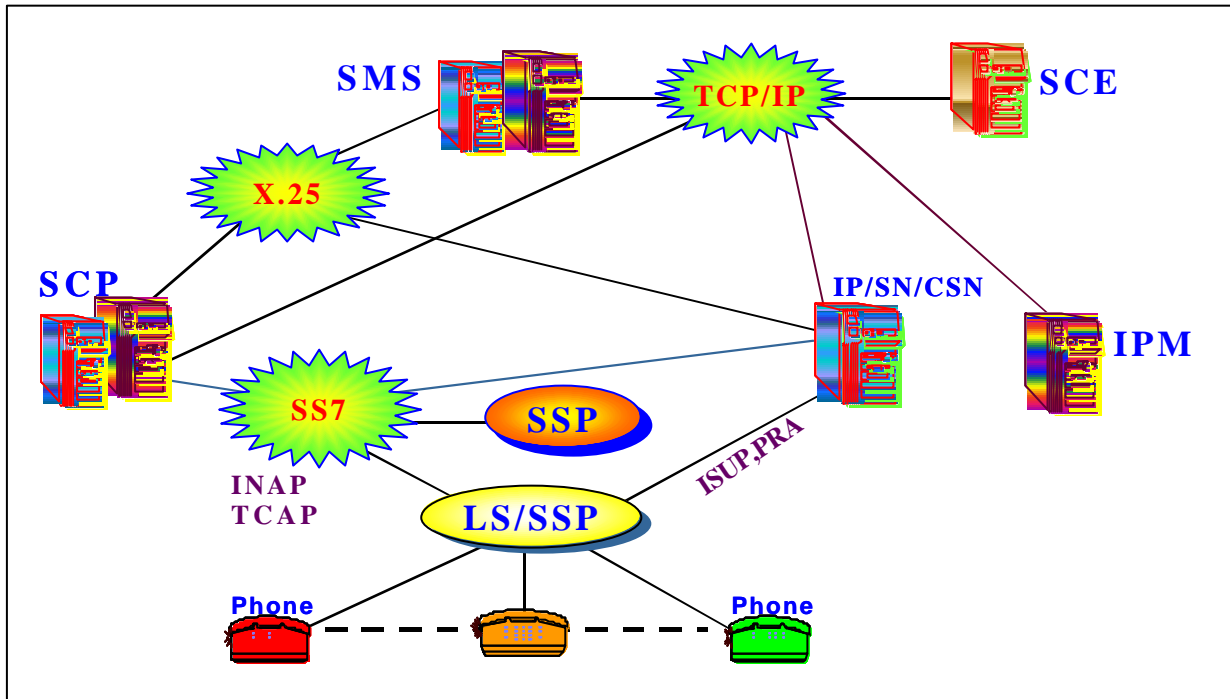 SMS
TCP/IP
SCE
X.25
SCP
IP/SN/CSN
IPM
SS7
SSP
ISUP,PRA
INAP
TCAP
LS/SSP
Phone
Phone